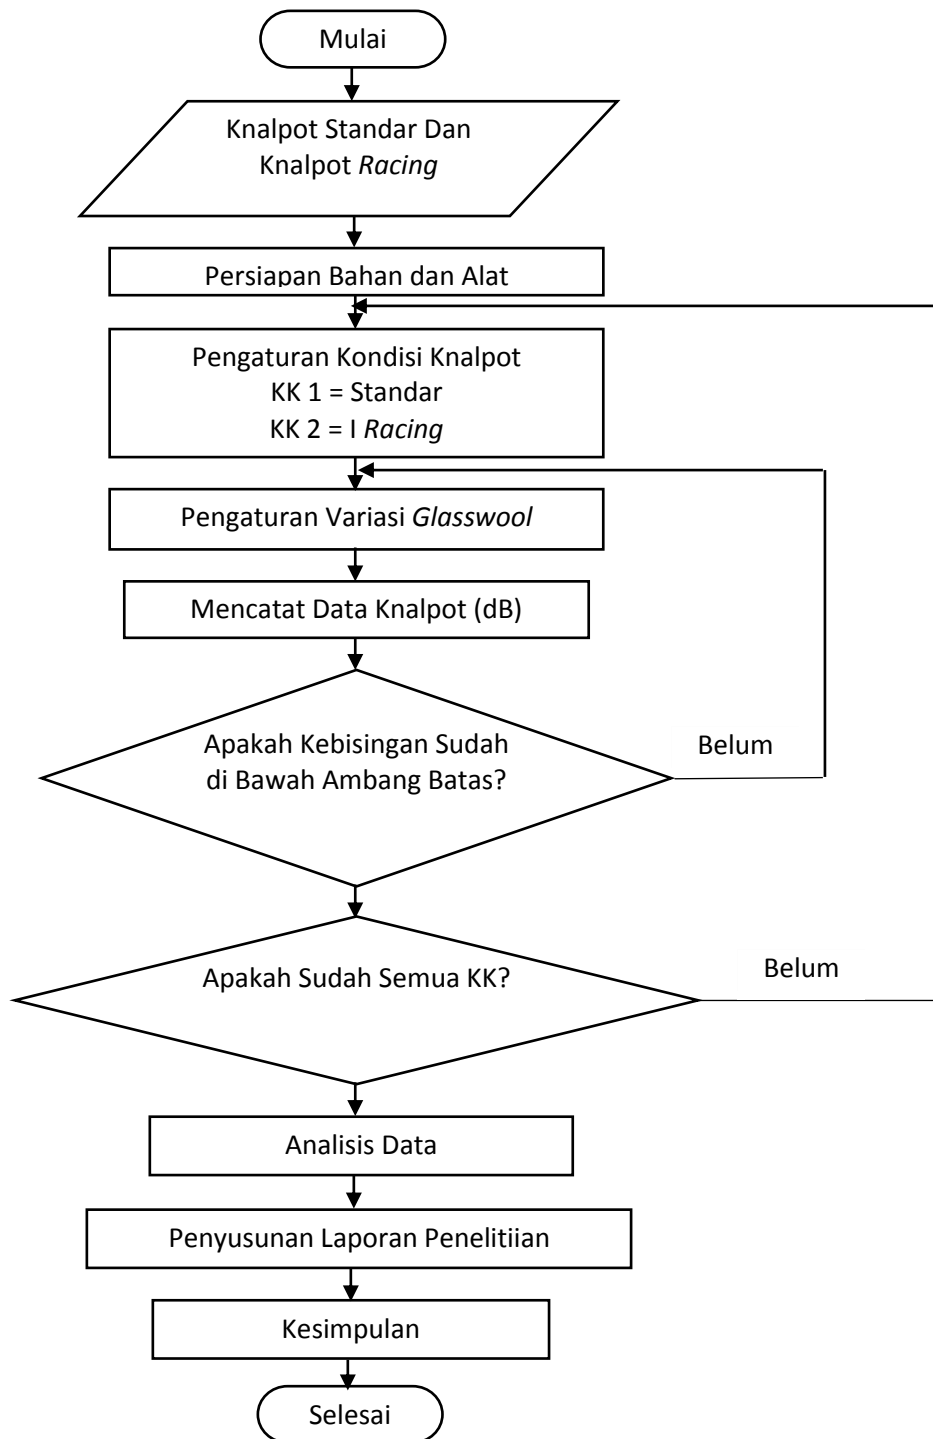 Mulai
Knalpot Standar Dan
Knalpot Racing
Persiapan Bahan dan Alat
Pengaturan Kondisi Knalpot
KK 1 = Standar
KK 2 = I Racing
Pengaturan Variasi Glasswool
Mencatat Data Knalpot (dB)
Apakah Kebisingan Sudah
di Bawah Ambang Batas?
Belum
Apakah Sudah Semua KK?
Belum
Analisis Data
Penyusunan Laporan Penelitiian
Kesimpulan
Selesai